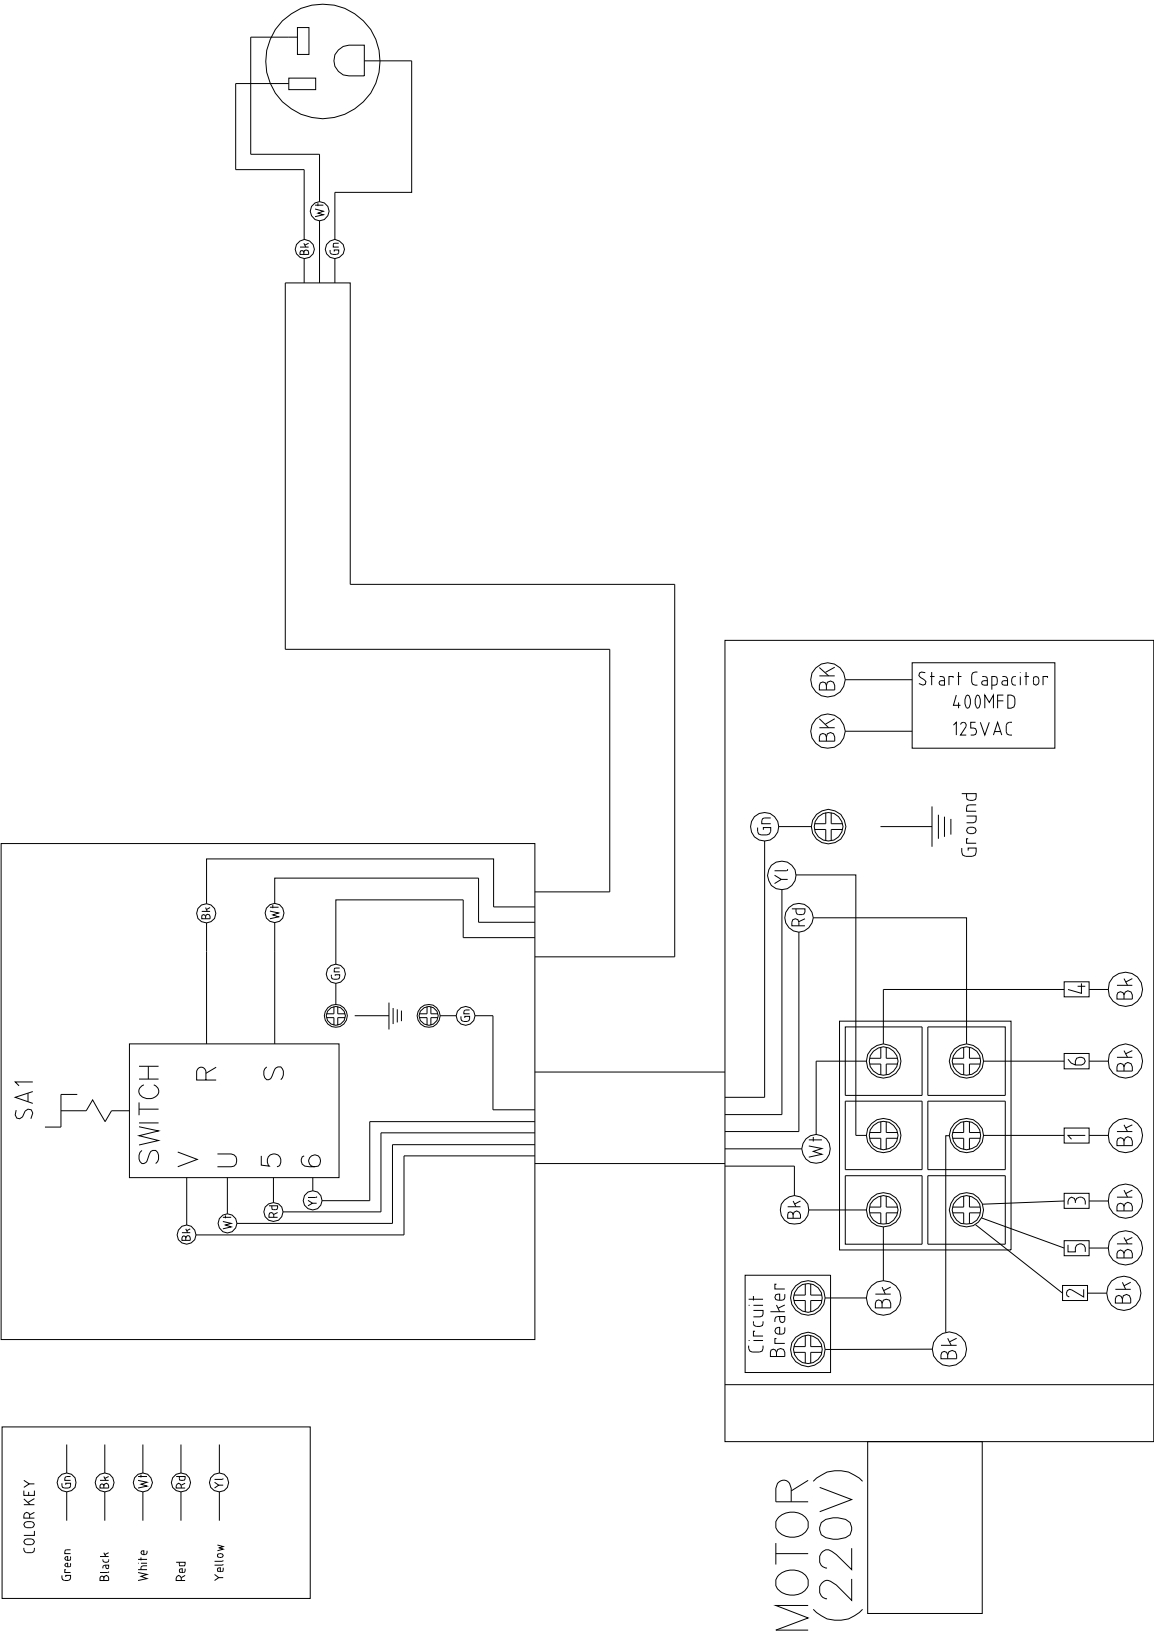 Bk
Wt
Gn
SA1
SWITCH
R
S
V
U
5
6
Bk
Wt
Gn
Gn
Bk
Wt
Rd
Yl
COLOR KEY
Green
Gn
Black
Bk
White
Wt
Red
Rd
Yellow
Yl
BK
BK
Start Capacitor
400MFD
125VAC
Gn
Ground
Yl
Rd
Wt
Bk
4
Bk
6
Bk
1
Bk
3
Bk
5
Bk
2
Bk
Circuit
Breaker
Bk
Bk
MOTOR
(220V)